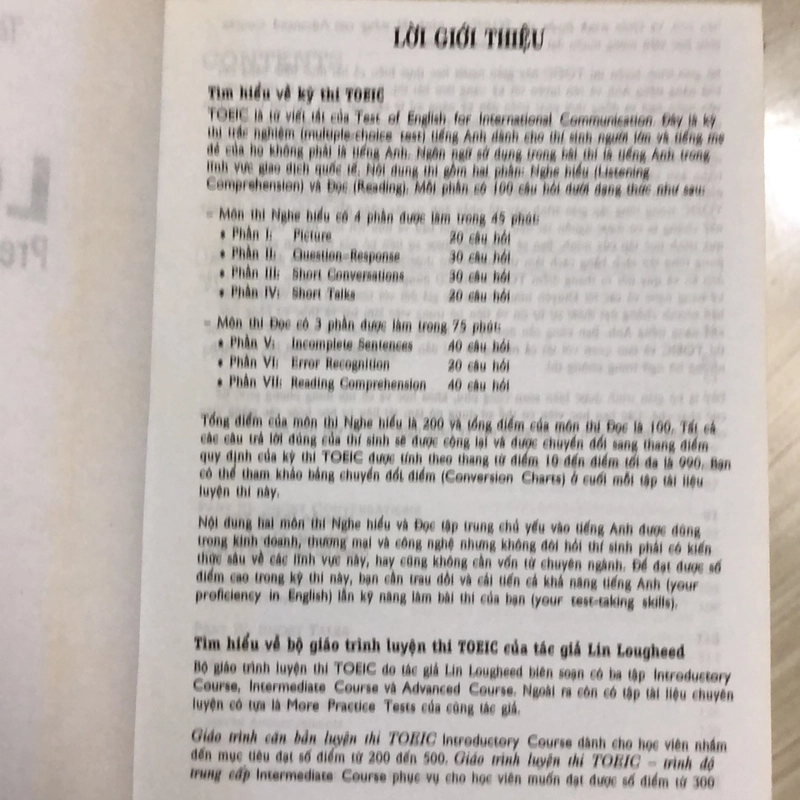 LỜI GIỚI THIỆU
Tìm hiểu về kỳ thi TOEIC
TOEIC là từ viết tắt của Test of English for International Communication. Đây là kỳ
thi trắc nghiệm (multiple-choice test) tiếng Anh dành cho thí sinh người lớn và tiếng mẹ
đẻ của họ không phải là tiếng Anh. Ngôn ngữ sử dụng trong bài thi là tiếng Anh trong
lĩnh vực giao dịch quốc tế. Nội dung thi gồm hai phần: Nghe hiểu (Listening
Comprehension) và Đọc (Reading). Mỗi phần có 100 câu hỏi dưới dạng thức như sau:
– Môn thi Nghe hiểu có 4 phần được làm trong 45 phút:
• Phần I: Picture 20 câu hỏi
• Phần II: Question-Response 30 câu hỏi
• Phần III: Short Conversations 30 câu hỏi
• Phần IV: Short Talks 20 câu hỏi
– Môn thi Đọc có 3 phần được làm trong 75 phút:
• Phần V: Incomplete Sentences 40 câu hỏi
• Phần VI: Error Recognition 20 câu hỏi
• Phần VII: Reading Comprehension 40 câu hỏi
Tổng điểm của môn thi Nghe hiểu là 200 và tổng điểm của môn thi Đọc là 100. Tất cả
các câu trả lời đúng của thí sinh sẽ được cộng lại và được chuyển đổi sang thang điểm
quy định của kỳ thi TOEIC được tính theo thang từ điểm 10 đến điểm tối đa là 990. Bạn
có thể tham khảo bảng chuyển đổi điểm (Conversion Charts) ở cuối mỗi tập tài liệu
luyện thi này.
Nội dung hai môn thi Nghe hiểu và Đọc tập trung chủ yếu vào tiếng Anh được dùng
trong kinh doanh, thương mại và công nghệ nhưng không đòi hỏi thí sinh phải có kiến
thức sâu về các lĩnh vực này, hay cũng không cần vốn từ chuyên ngành. Để đạt được số
điểm cao trong kỳ thi này, bạn cần trau dồi và cải tiến cả khả năng tiếng Anh (your
proficiency in English) lẫn kỹ năng làm bài thi của bạn (your test-taking skills).
Tìm hiểu về bộ giáo trình luyện thi TOEIC của tác giả Lin Lougheed
Bộ giáo trình luyện thi TOEIC do tác giả Lin Lougheed biên soạn có ba tập Introductory
Course, Intermediate Course và Advanced Course. Ngoài ra còn có tập tài liệu chuyên
luyện có tựa là More Practice Tests của cùng tác giả.
Giáo trình căn bản luyện thi TOEIC Introductory Course dành cho học viên nhắm
đến mục tiêu đạt số điểm từ 200 đến 500. Giáo trình luyện thi TOEIC – trình độ
trung cấp Intermediate Course phục vụ cho học viên muốn đạt được số điểm từ 300